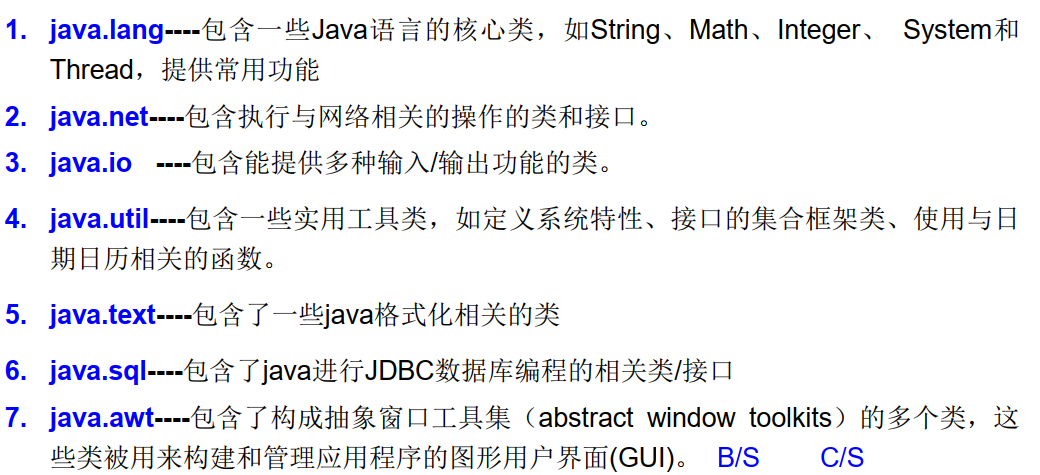 1. java.lang----包含一些Java语言的核心类，如String、Math、Integer、 System和
Thread，提供常用功能
2. java.net----包含执行与网络相关的操作的类和接口。
3. java.io ----包含能提供多种输入/输出功能的类。
4. java.util----包含一些实用工具类，如定义系统特性、接口的集合框架类、使用与日
期日历相关的函数。
5. java.text----包含了一些java格式化相关的类
6. java.sql----包含了java进行JDBC数据库编程的相关类/接口
7. java.awt----包含了构成抽象窗口工具集（abstract window toolkits）的多个类，这
些类被用来构建和管理应用程序的图形用户界面(GUI)。 B/S C/S